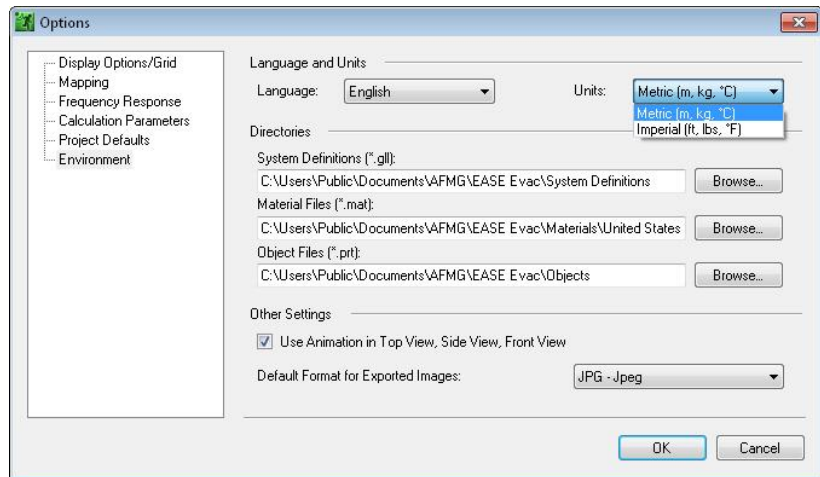 Options
Display Options/Grid
Mapping
Frequency Response
Calculation Parameters
Project Defaults
Environment
Language and Units
Language: English Units: Metric (m, kg, °C)
Metric (m, kg, °C)
Imperial (ft, lbs, °F)
Directories
System Definitions (*.gll):
C:\Users\Public\Documents\AFMG\EASE Evac\System Definitions Browse...
Material Files (*.mat):
C:\Users\Public\Documents\AFMG\EASE Evac\Materials\United States Browse...
Object Files (*.prt):
C:\Users\Public\Documents\AFMG\EASE Evac\Objects Browse...
Other Settings
Use Animation in Top View, Side View, Front View
Default Format for Exported Images: JPG - Jpeg
OK Cancel